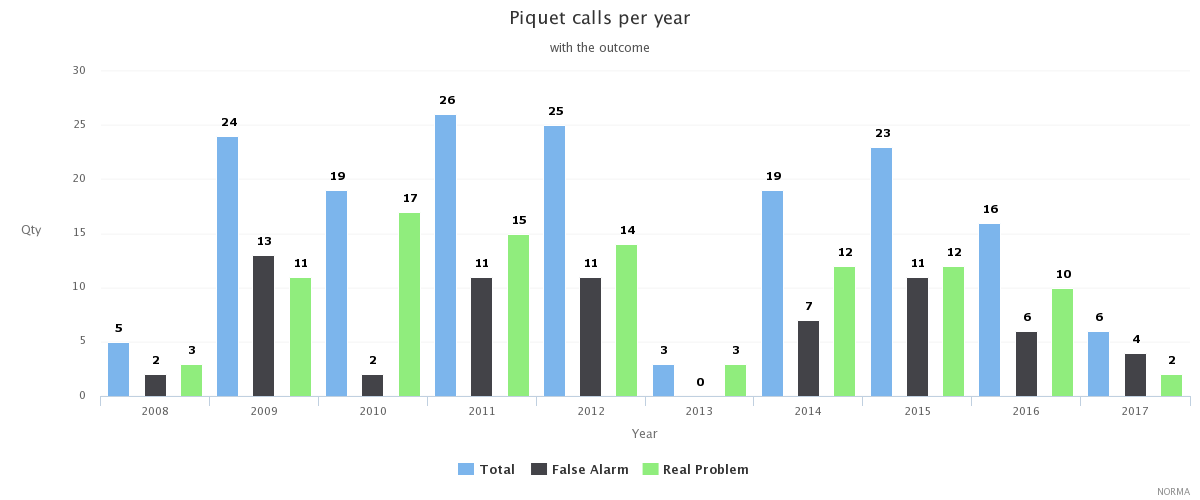 Piquet calls per year
with the outcome
30
25
20
15
10
5
0
Qty
5 2 3
24 13 11
19 2 17
26 11 15
25 11 14
3 0 3
19 7 12
23 11 12
16 6 10
6 4 2
2008 2009 2010 2011 2012 2013 2014 2015 2016 2017
Year
Total False Alarm Real Problem
NORMA